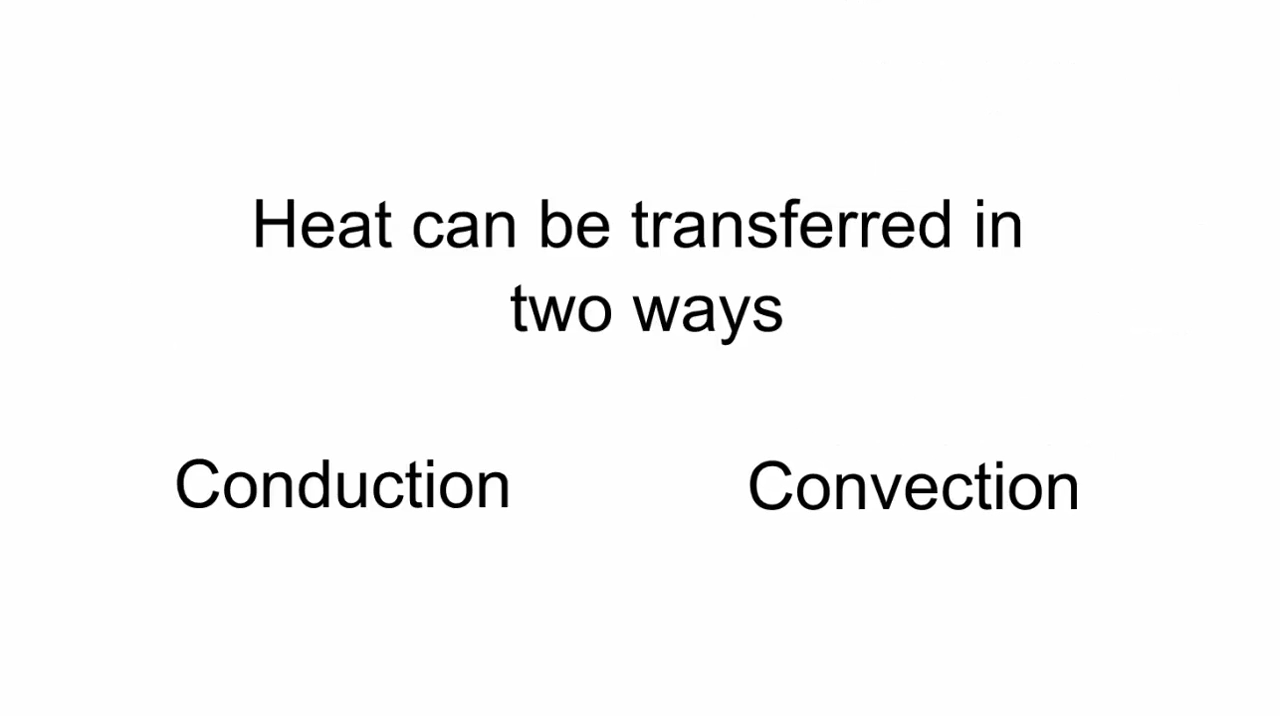 Heat can be transferred in
two ways
Conduction
Convection